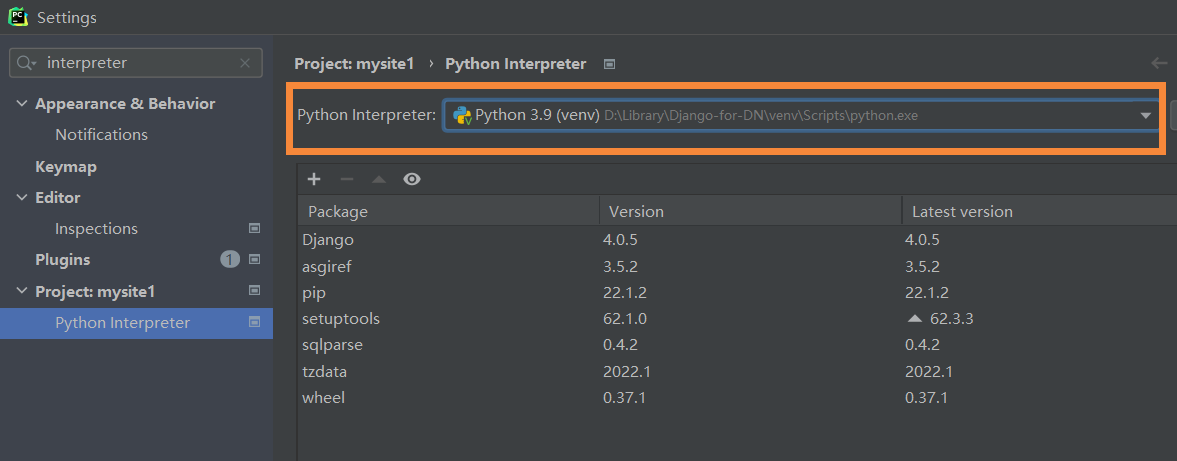 Settings
interpreter
Appearance & Behavior
Notifications
Keymap
Editor
Inspections
Plugins 1
Project: mysite1
Python Interpreter
Project: mysite1 › Python Interpreter
Python Interpreter: Python 3.9 (venv) D:\Library\Django-for-DN\venv\Scripts\python.exe
Package Version Latest version
Django 4.0.5 4.0.5
asgiref 3.5.2 3.5.2
pip 22.1.2 22.1.2
setuptools 62.1.0 62.3.3
sqlparse 0.4.2 0.4.2
tzdata 2022.1 2022.1
wheel 0.37.1 0.37.1